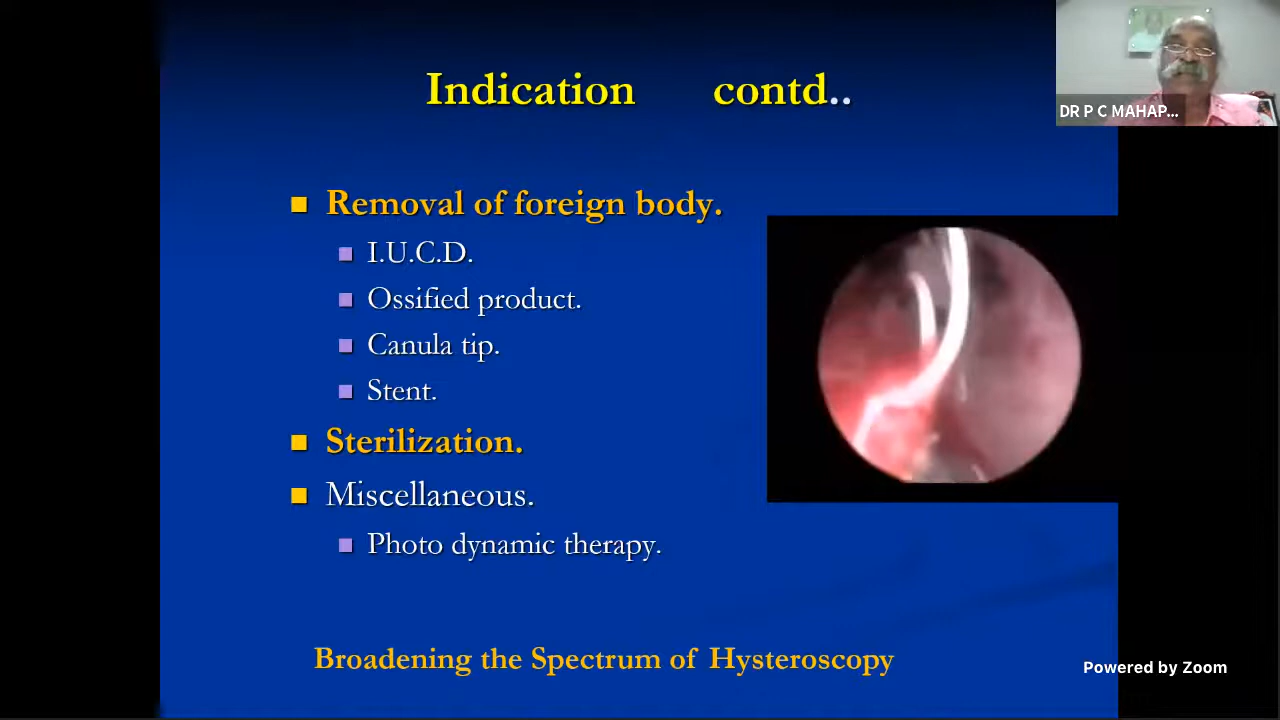 Indication contd..
DR P C MAHAP...
Removal of foreign body.
I.U.C.D.
Ossified product.
Canula tip.
Stent.
Sterilization.
Miscellaneous.
Photo dynamic therapy.
Broadening the Spectrum of Hysteroscopy
Powered by Zoom